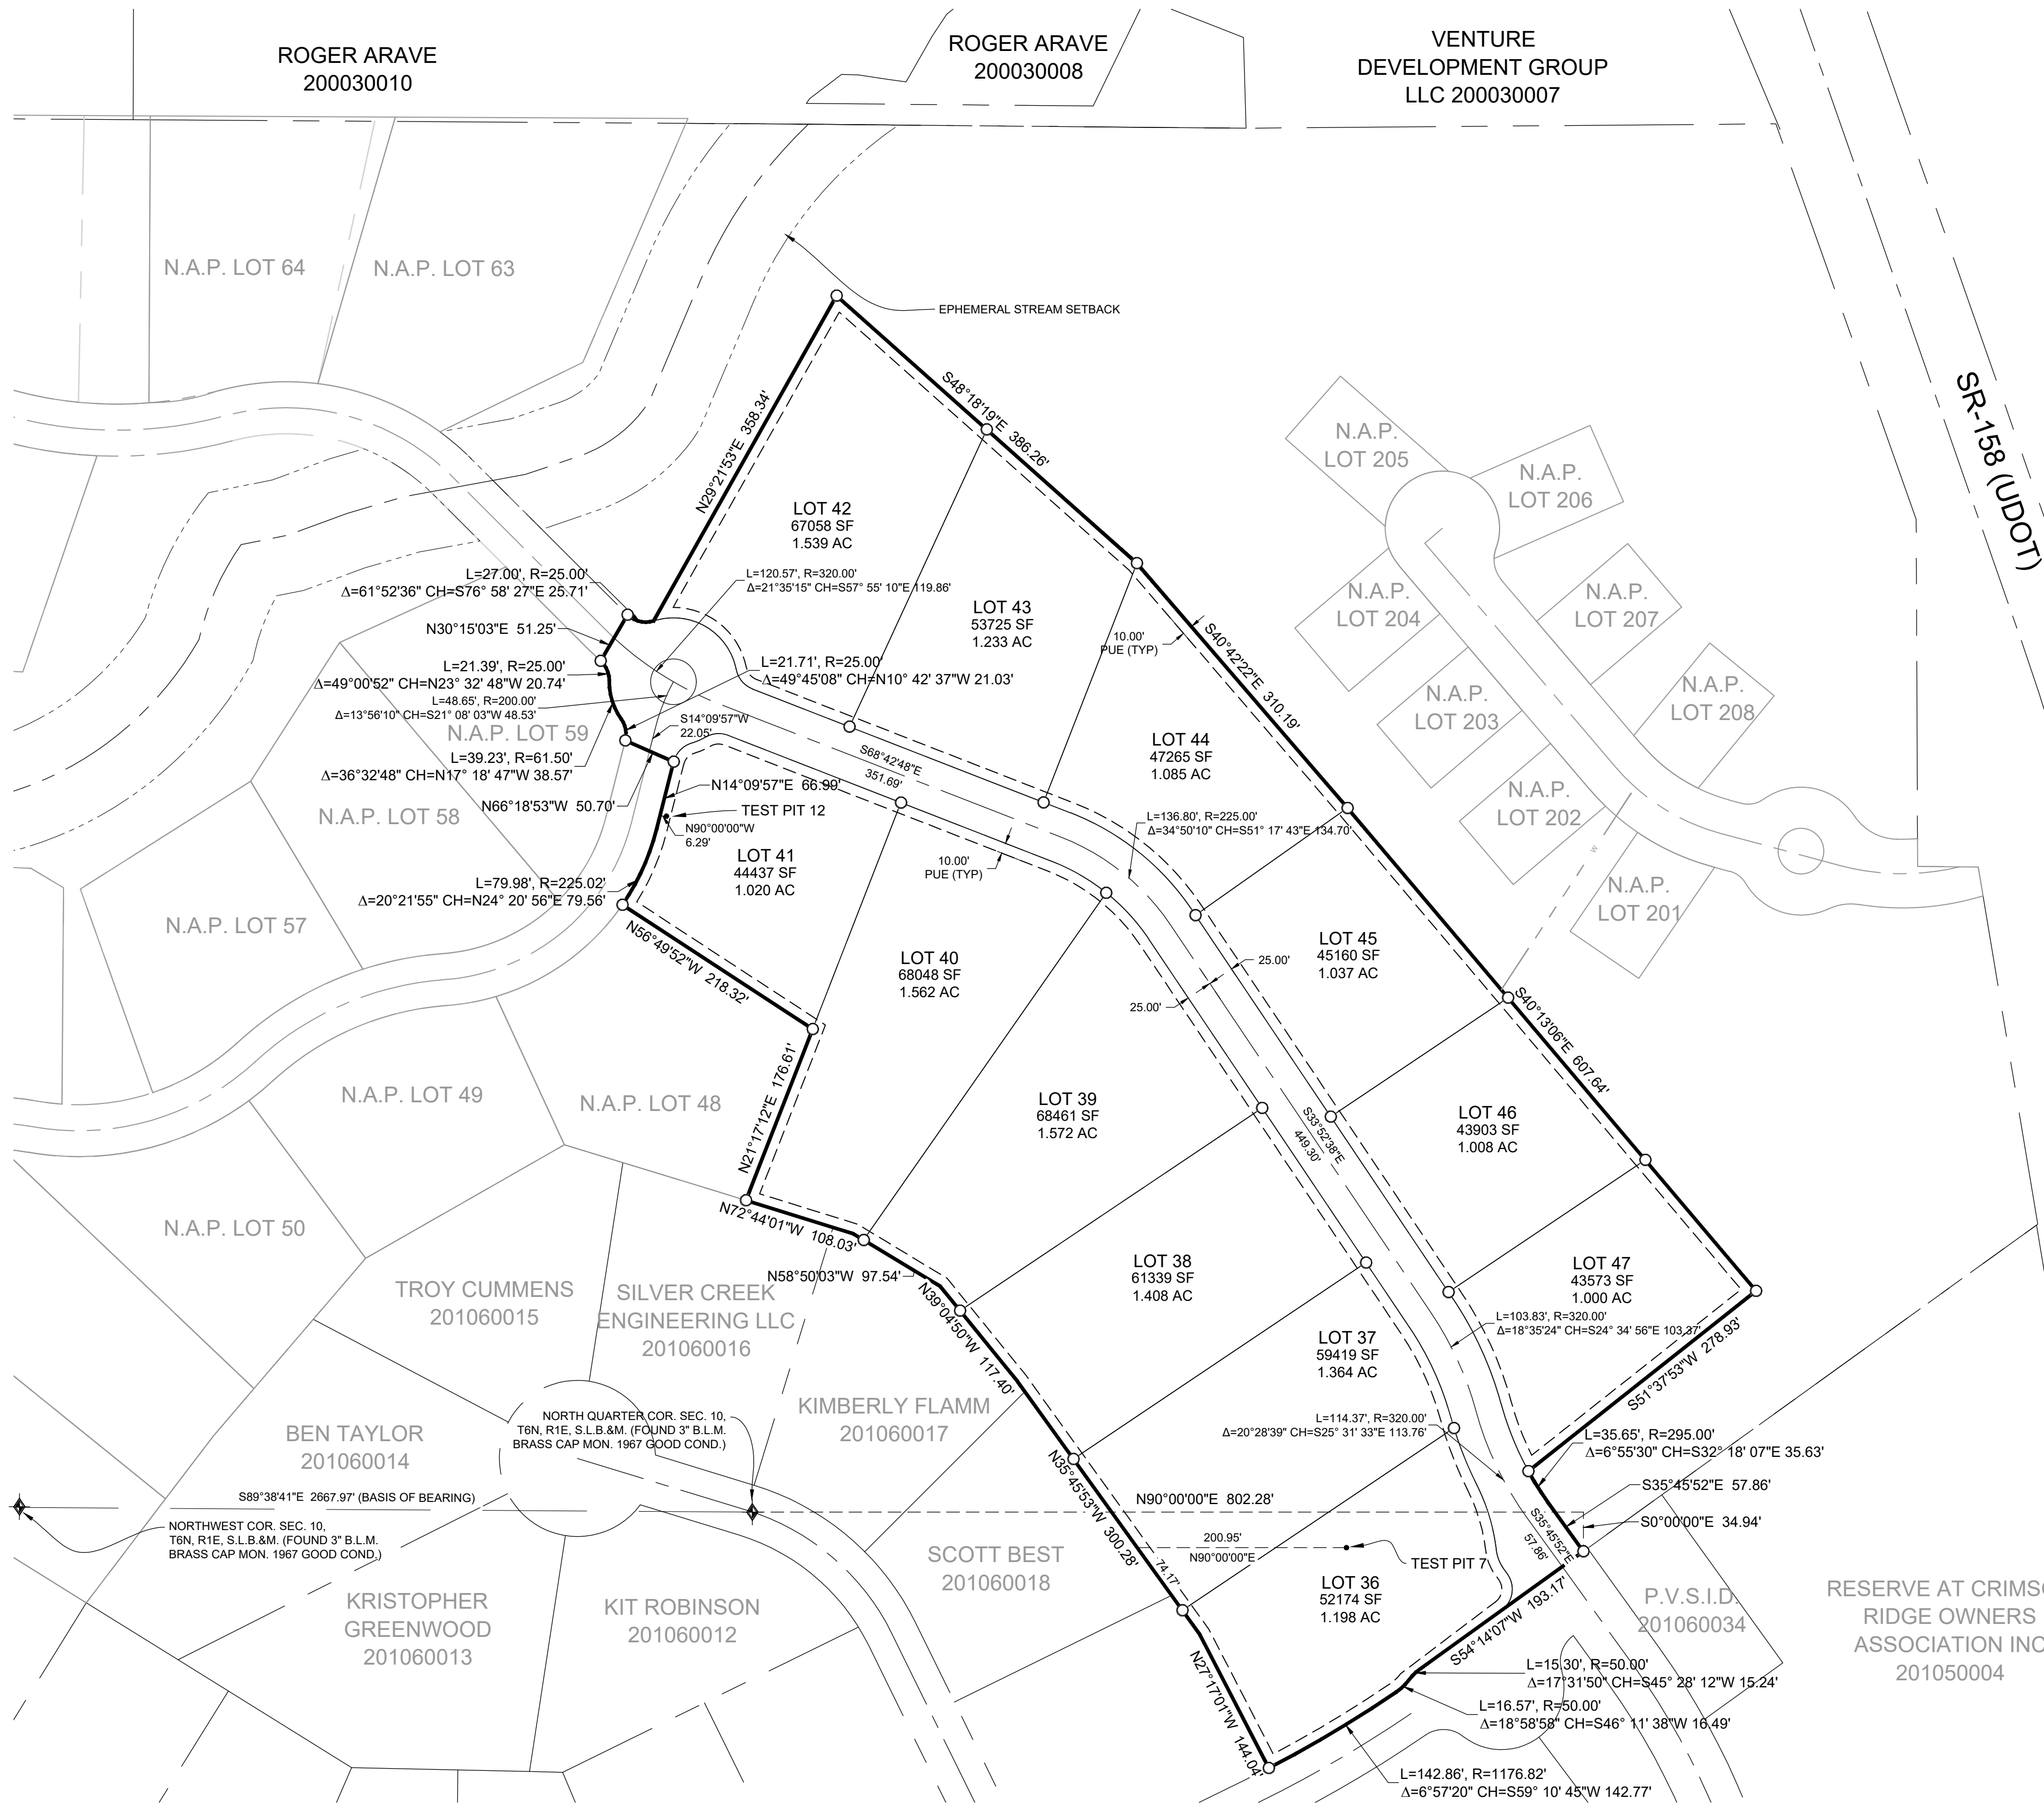 ROGER ARAVE
200030010
ROGER ARAVE
200030008
VENTURE
DEVELOPMENT GROUP
LLC 200030007
SR-158 (UDOT)
N.A.P. LOT 64
N.A.P. LOT 63
EPHEMERAL STREAM SETBACK
N29°21'53"E 358.34'
S48°18'19"E 386.26'
N.A.P.
LOT 205
N.A.P.
LOT 206
LOT 42
67058 SF
1.539 AC
L=27.00', R=25.00'
Δ=61°52'36" CH=S76° 58' 27"E 25.71'
L=120.57', R=320.00'
Δ=21°35'15" CH=S57° 55' 10"E 119.86'
N30°15'03"E 51.25'
LOT 43
53725 SF
1.233 AC
10.00'
PUE (TYP)
S40°42'22"E 310.19'
N.A.P.
LOT 204
N.A.P.
LOT 207
L=21.39', R=25.00'
Δ=49°00'52" CH=N23° 32' 48"W 20.74'
L=21.71', R=25.00'
Δ=49°45'08" CH=N10° 42' 37"W 21.03'
L=48.65', R=200.00'
Δ=13°56'10" CH=S21° 08' 03"W 48.53'
N.A.P. LOT 59
S14°09'57"W
22.05'
N.A.P.
LOT 203
N.A.P.
LOT 208
L=39.23', R=61.50'
Δ=36°32'48" CH=N17° 18' 47"W 38.57'
S68°42'48"E
351.69'
LOT 44
47265 SF
1.085 AC
N66°18'53"W 50.70'
N14°09'57"E 66.99'
TEST PIT 12
N90°00'00"W
6.29'
N.A.P. LOT 58
L=136.80', R=225.00'
Δ=34°50'10" CH=S51° 17' 43"E 134.70'
N.A.P.
LOT 202
W
LOT 41
44437 SF
1.020 AC
10.00'
PUE (TYP)
L=79.98', R=225.02'
Δ=20°21'55" CH=N24° 20' 56"E 79.56'
N.A.P.
LOT 201
N.A.P. LOT 57
N56°49'52"W 218.32'
LOT 40
68048 SF
1.562 AC
LOT 45
45160 SF
1.037 AC
25.00'
25.00'
S40°13'06"E 607.64'
N.A.P. LOT 49
N.A.P. LOT 48
N21°17'12"E 176.61'
LOT 39
68461 SF
1.572 AC
S33°52'38"E
449.30'
LOT 46
43903 SF
1.008 AC
N.A.P. LOT 50
N72°44'01"W 108.03'
N58°50'03"W 97.54'
TROY CUMMENS
201060015
SILVER CREEK
ENGINEERING LLC
201060016
N39°04'50"W 117.40'
LOT 38
61339 SF
1.408 AC
LOT 47
43573 SF
1.000 AC
L=103.83', R=320.00'
Δ=18°35'24" CH=S24° 34' 56"E 103.37'
S51°37'53"W 278.93'
LOT 37
59419 SF
1.364 AC
KIMBERLY FLAMM
201060017
BEN TAYLOR
201060014
NORTH QUARTER COR. SEC. 10,
T6N, R1E, S.L.B.&M. (FOUND 3" B.L.M.
BRASS CAP MON. 1967 GOOD COND.)
L=114.37', R=320.00'
Δ=20°28'39" CH=S25° 31' 33"E 113.76'
L=35.65', R=295.00'
Δ=6°55'30" CH=S32° 18' 07"E 35.63'
S35°45'52"E 57.86'
S0°00'00"E 34.94'
S89°38'41"E 2667.97' (BASIS OF BEARING)
NORTHWEST COR. SEC. 10,
T6N, R1E, S.L.B.&M. (FOUND 3" B.L.M.
BRASS CAP MON. 1967 GOOD COND.)
N35°45'53"W 300.28'
N90°00'00"E 802.28'
S35°45'52"E
57.86'
200.95'
N90°00'00"E
74.17'
TEST PIT 7
SCOTT BEST
201060018
LOT 36
52174 SF
1.198 AC
P.V.S.I.D.
201060034
RESERVE AT CRIMSO
RIDGE OWNERS
ASSOCIATION INC
201050004
KRISTOPHER
GREENWOOD
201060013
KIT ROBINSON
201060012
S54°14'07"W 193.17'
N27°17'01"W 144.04'
L=15.30', R=50.00'
Δ=17°31'50" CH=S45° 28' 12"W 15.24'
L=16.57', R=50.00'
Δ=18°58'58" CH=S46° 11' 38"W 16.49'
L=142.86', R=1176.82'
Δ=6°57'20" CH=S59° 10' 45"W 142.77'